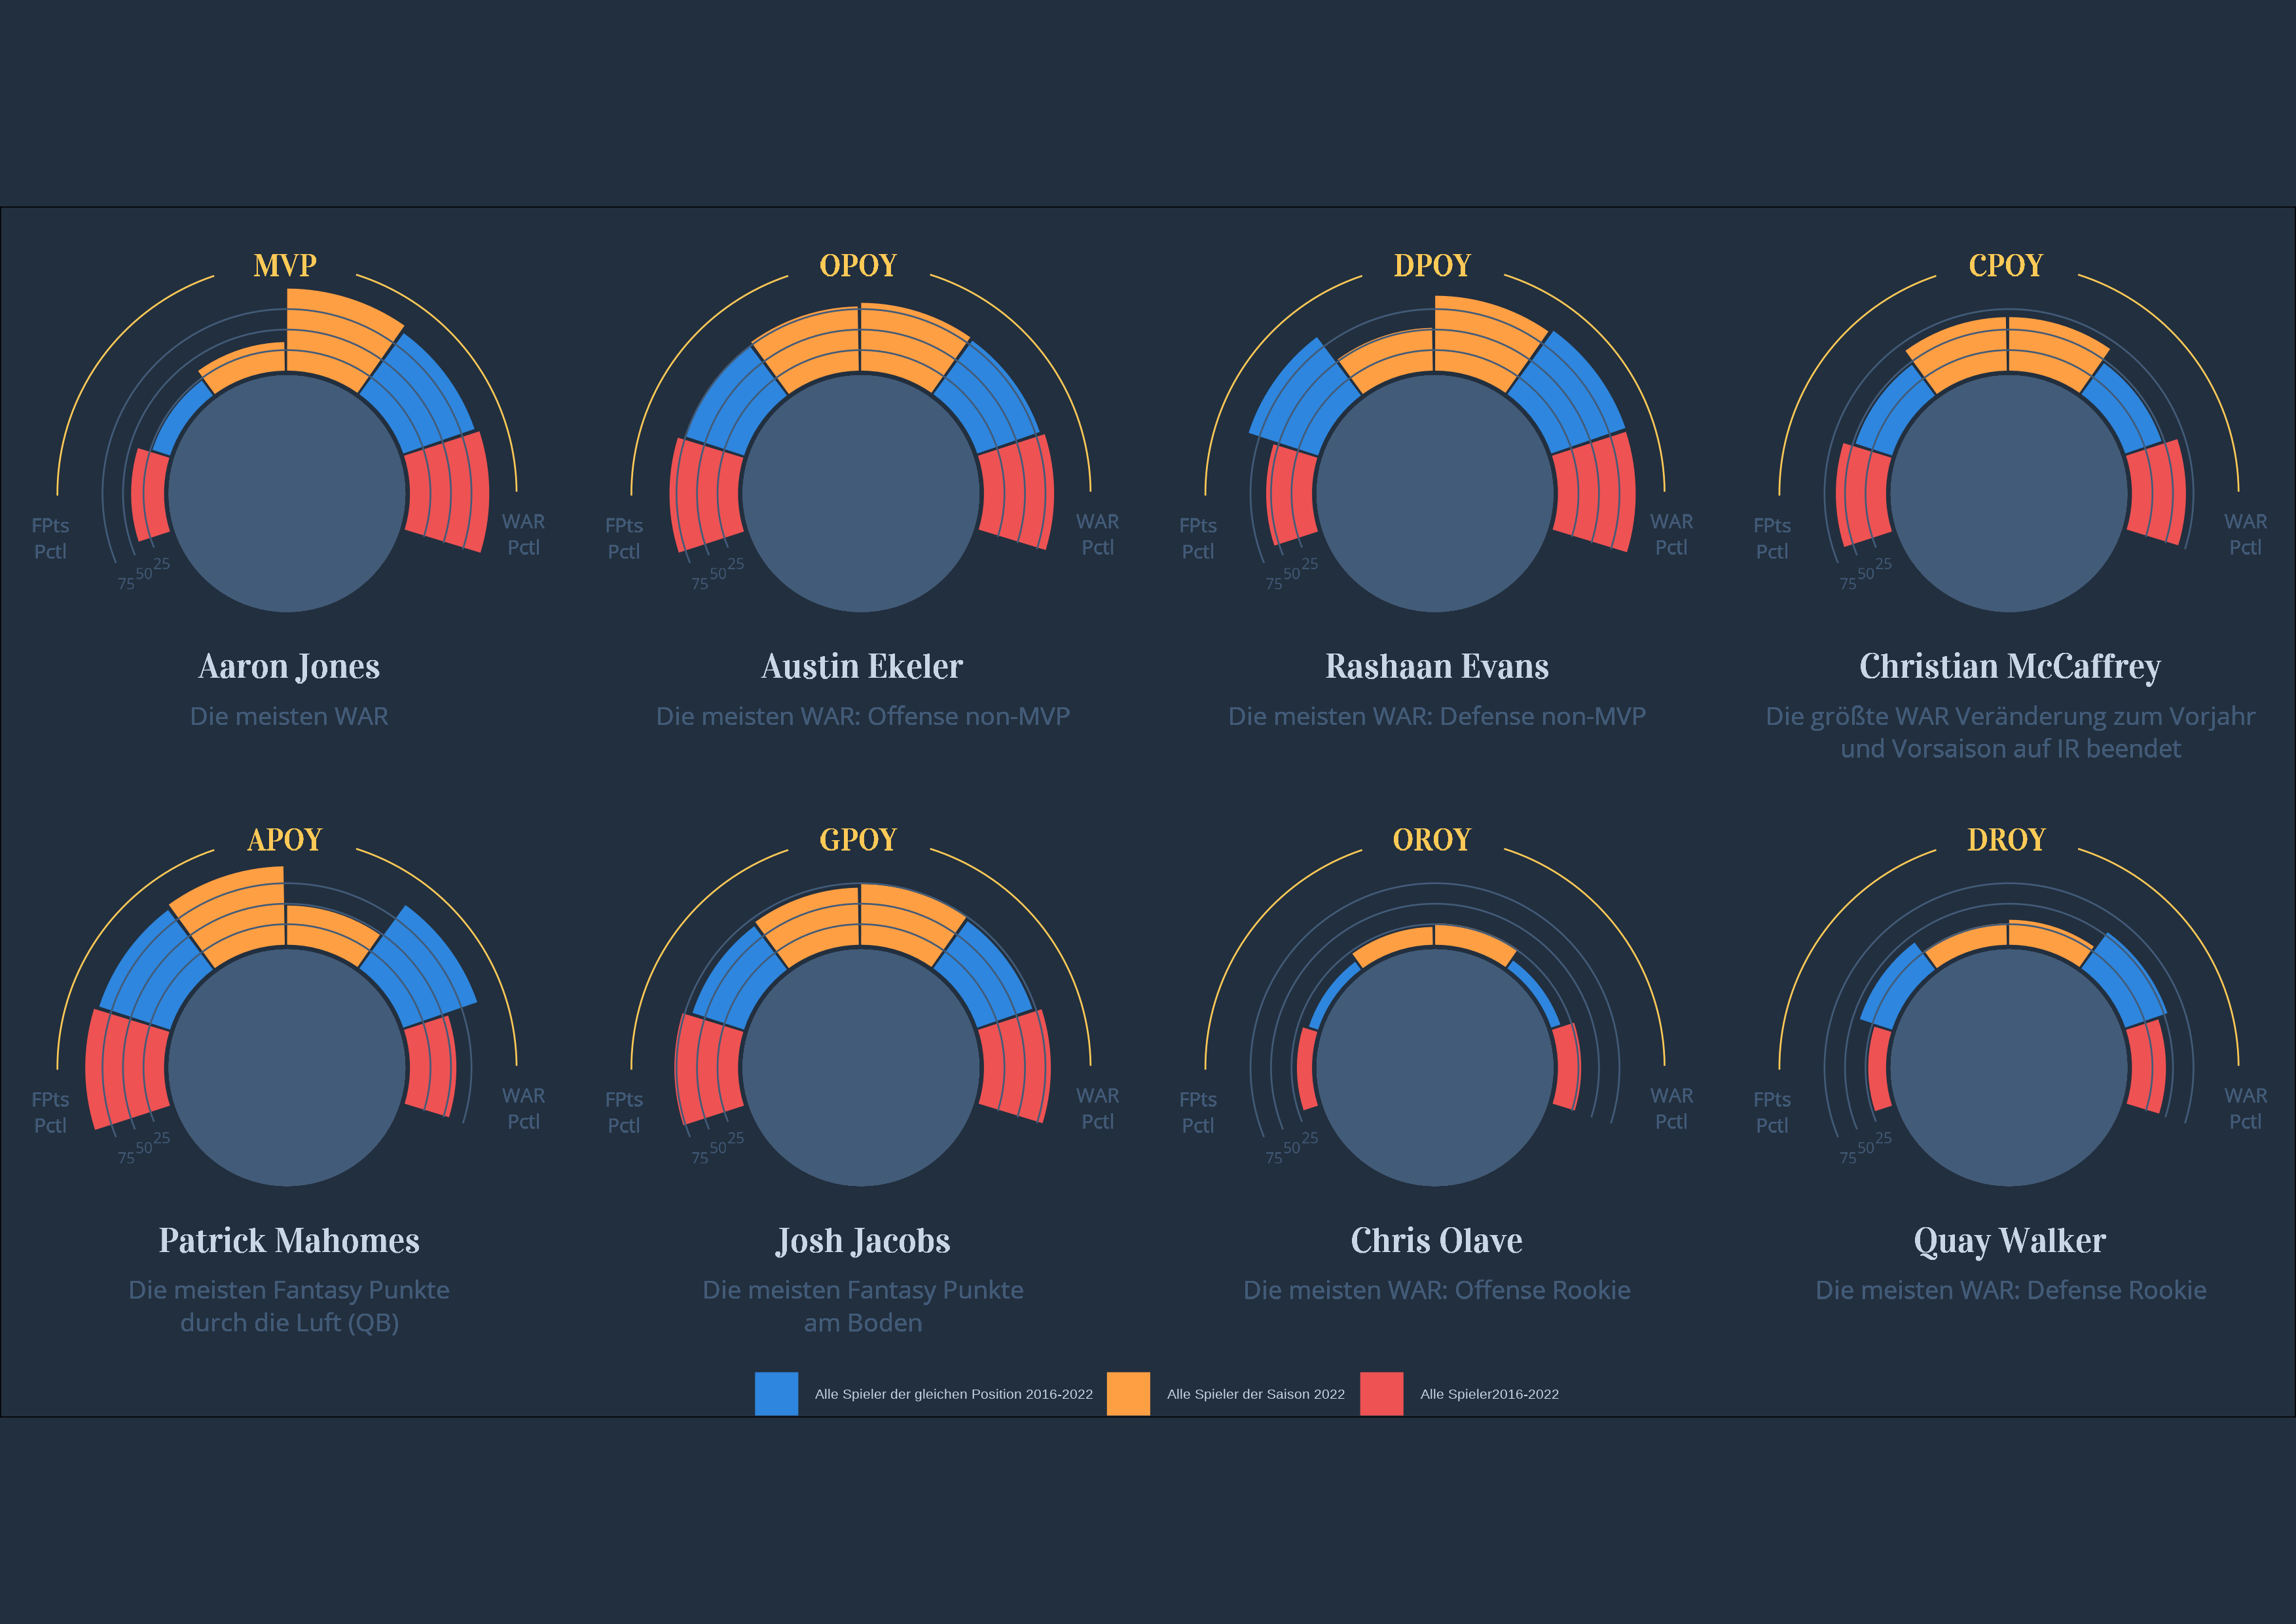 MVP
OPOY
DPOY
CPOY
FPts
Pctl
75 50 25
WAR
Pctl
FPts
Pctl
75 50 25
WAR
Pctl
FPts
Pctl
75 50 25
WAR
Pctl
FPts
Pctl
75 50 25
WAR
Pctl
Aaron Jones
Die meisten WAR
Austin Ekeler
Die meisten WAR: Offense non-MVP
Rashaan Evans
Die meisten WAR: Defense non-MVP
Christian McCaffrey
Die größte WAR Veränderung zum Vorjahr
und Vorsaison auf IR beendet
APOY
GPOY
OROY
DROY
FPts
Pctl
75 50 25
WAR
Pctl
FPts
Pctl
75 50 25
WAR
Pctl
FPts
Pctl
75 50 25
WAR
Pctl
FPts
Pctl
75 50 25
WAR
Pctl
Patrick Mahomes
Die meisten Fantasy Punkte
durch die Luft (QB)
Josh Jacobs
Die meisten Fantasy Punkte
am Boden
Chris Olave
Die meisten WAR: Offense Rookie
Quay Walker
Die meisten WAR: Defense Rookie
Alle Spieler der gleichen Position 2016-2022
Alle Spieler der Saison 2022
Alle Spieler2016-2022